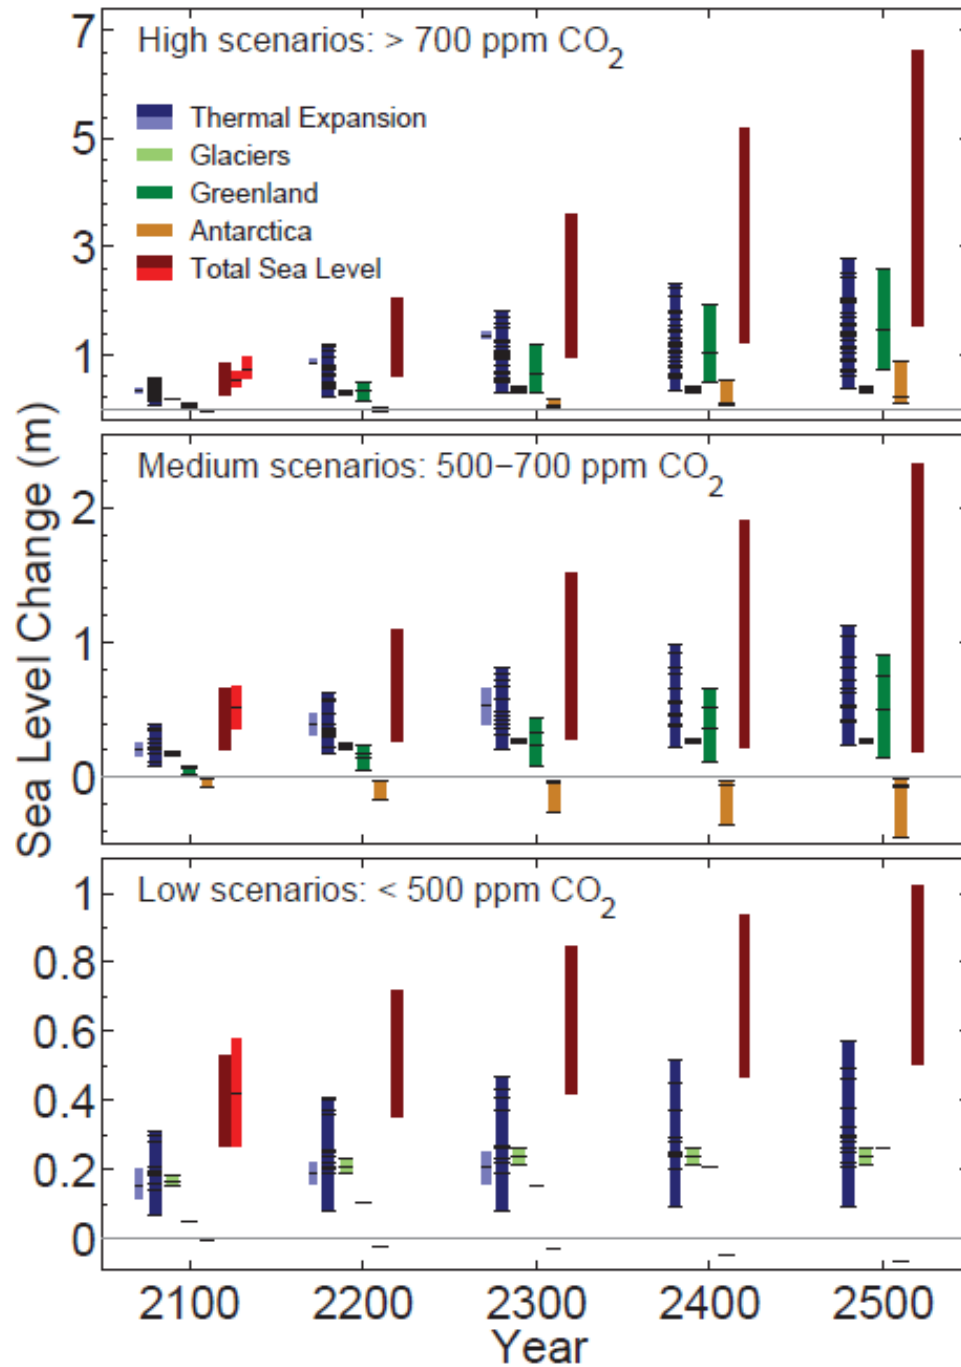 High scenarios: > 700 ppm CO2
Thermal Expansion
Glaciers
Greenland
Antarctica
Total Sea Level
7
5
3
1
Sea Level Change (m)
Medium scenarios: 500–700 ppm CO2
2
1
0
Low scenarios: < 500 ppm CO2
1
0.8
0.6
0.4
0.2
0
2100 2200 2300 2400 2500
Year